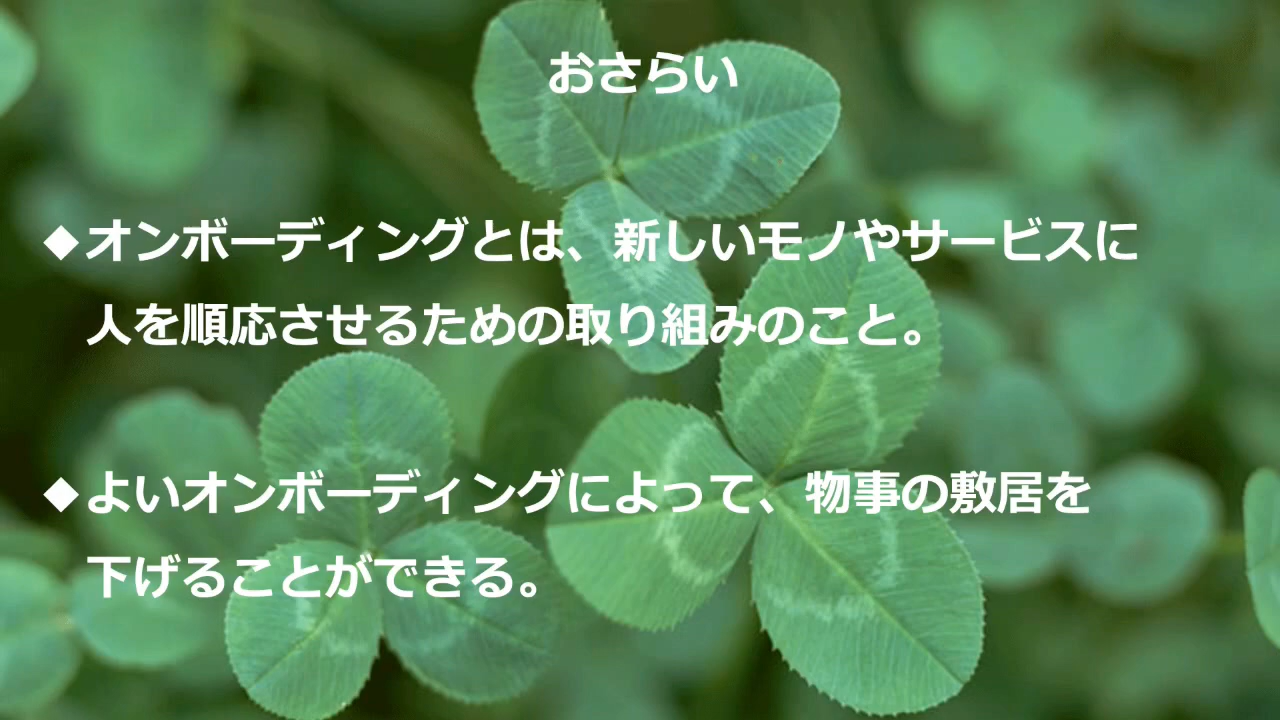 おさらい
◆オンボーディングとは、新しいモノやサービスに
人を順応させるための取り組みのこと。
◆よいオンボーディングによって、物事の敷居を
下げることができる。